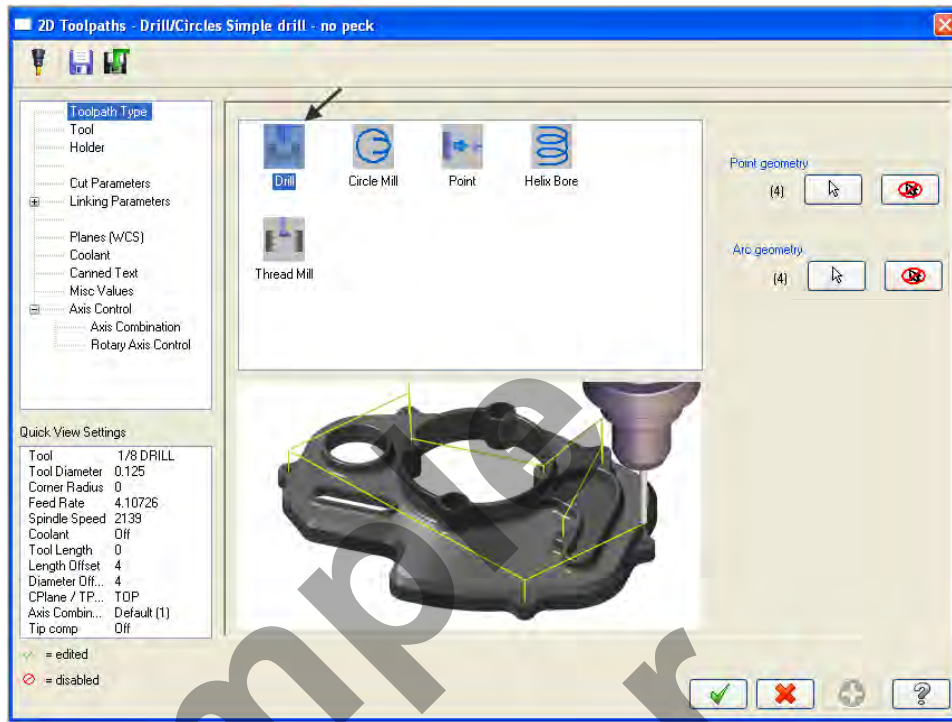 2D Toolpaths - Drill/Circles Simple drill - no peck
Toolpath Type
Tool
Holder
Cut Parameters
Linking Parameters
Planes (WCS)
Coolant
Canned Text
Misc Values
Axis Control
Axis Combination
Rotary Axis Control
Drill
Circle Mill
Point
Helix Bore
Thread Mill
Point geometry
(4)
Arc geometry
(4)
Quick View Settings
Tool 1/8 DRILL
Tool Diameter 0.125
Corner Radius 0
Feed Rate 4.10726
Spindle Speed 2139
Coolant Off
Tool Length 0
Length Offset 4
Diameter Off... 4
CPlane / TP... TOP
Axis Combin... Default (1)
Tip comp Off
= edited
= disabled
?